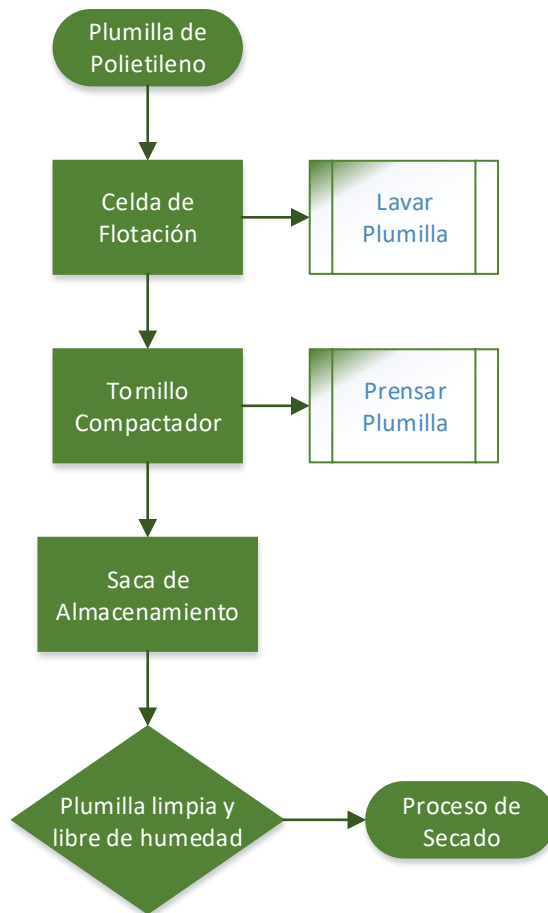 Plumilla de
Polietileno
Celda de
Flotación
Lavar
Plumilla
Tornillo
Compactador
Prensar
Plumilla
Saca de
Almacenamiento
Plumilla limpia y
libre de humedad
Proceso de
Secado